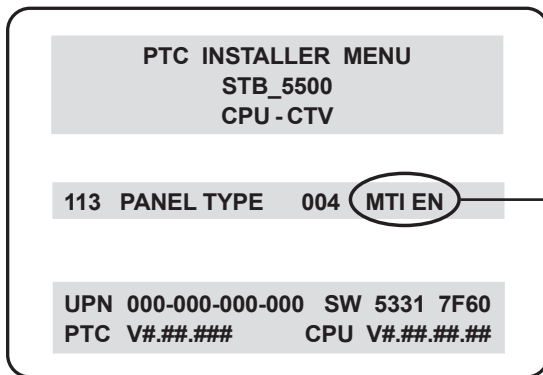 PTC INSTALLER MENU
STB_5500
CPU - CTV
113 PANEL TYPE 004 MTI EN
UPN 000-000-000-000 SW 5331 7F60
PTC V#.##.### CPU V#.##.##.##